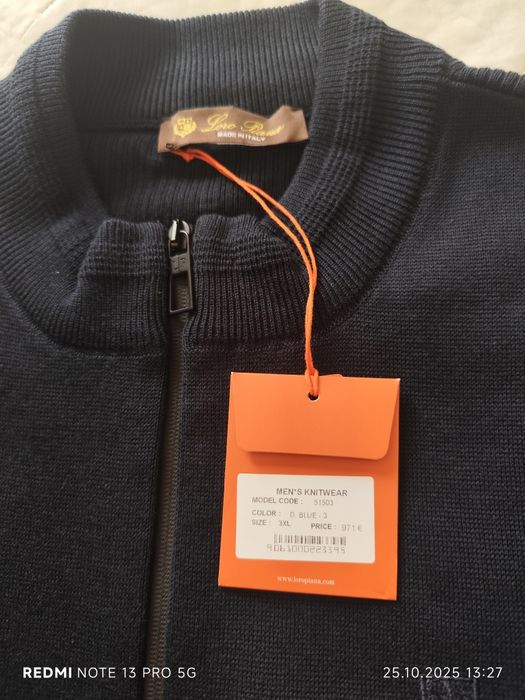 Loro Piana
MADE IN ITALY
MEN'S KNITWEAR
MODEL CODE : 51503
COLOR : D. BLUE - 3
SIZE : 3XL PRICE : 971 €
9061000223395
www.loropiana.com
REDMI NOTE 13 PRO 5G
25.10.2025 13:27